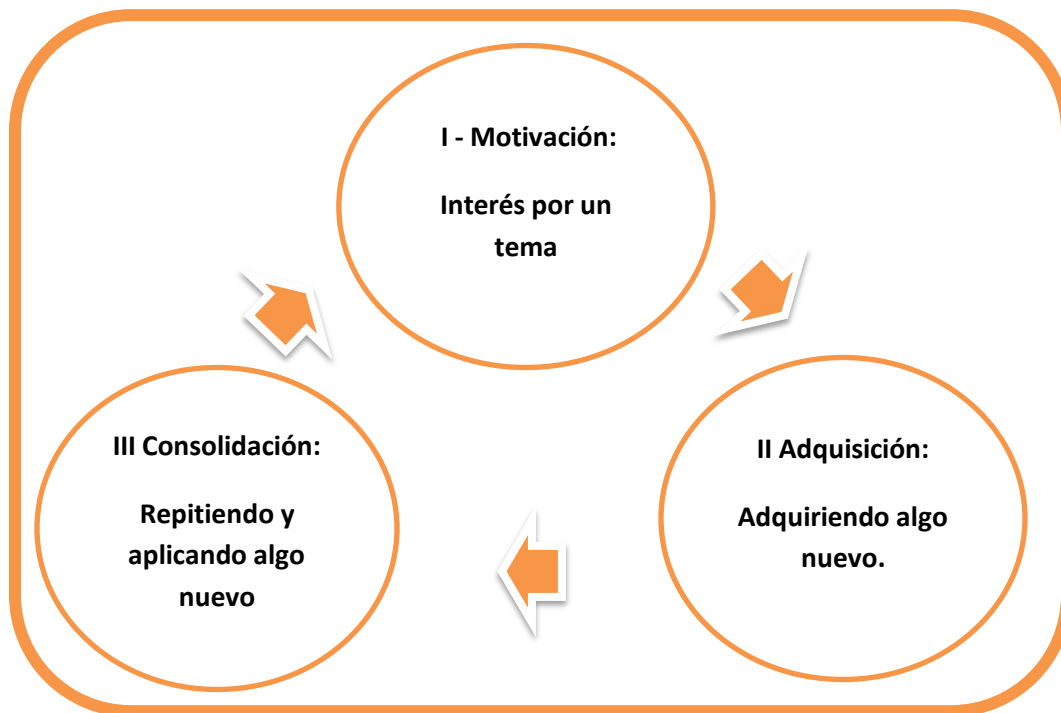 I - Motivación:
Interés por un
tema
II Adquisición:
Adquiriendo algo
nuevo.
III Consolidación:
Repitiendo y
aplicando algo
nuevo